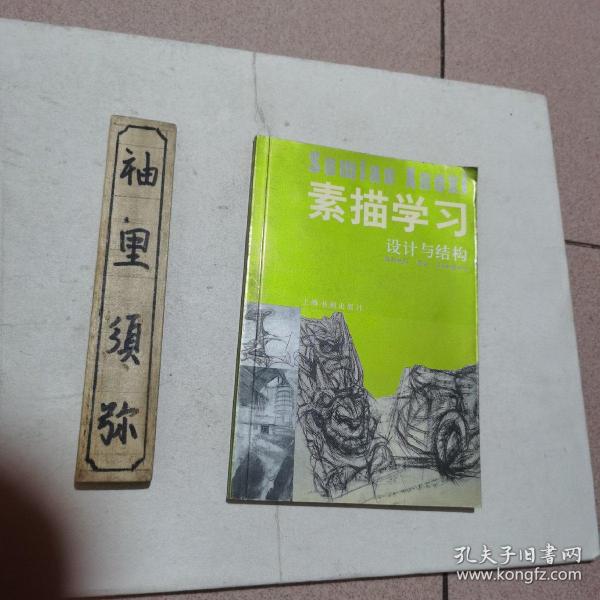 袖里須弥
Sumiao Xuexi
素描学习
设计与结构
上海书画出版社
孔夫子旧书网
www.kongfz.com